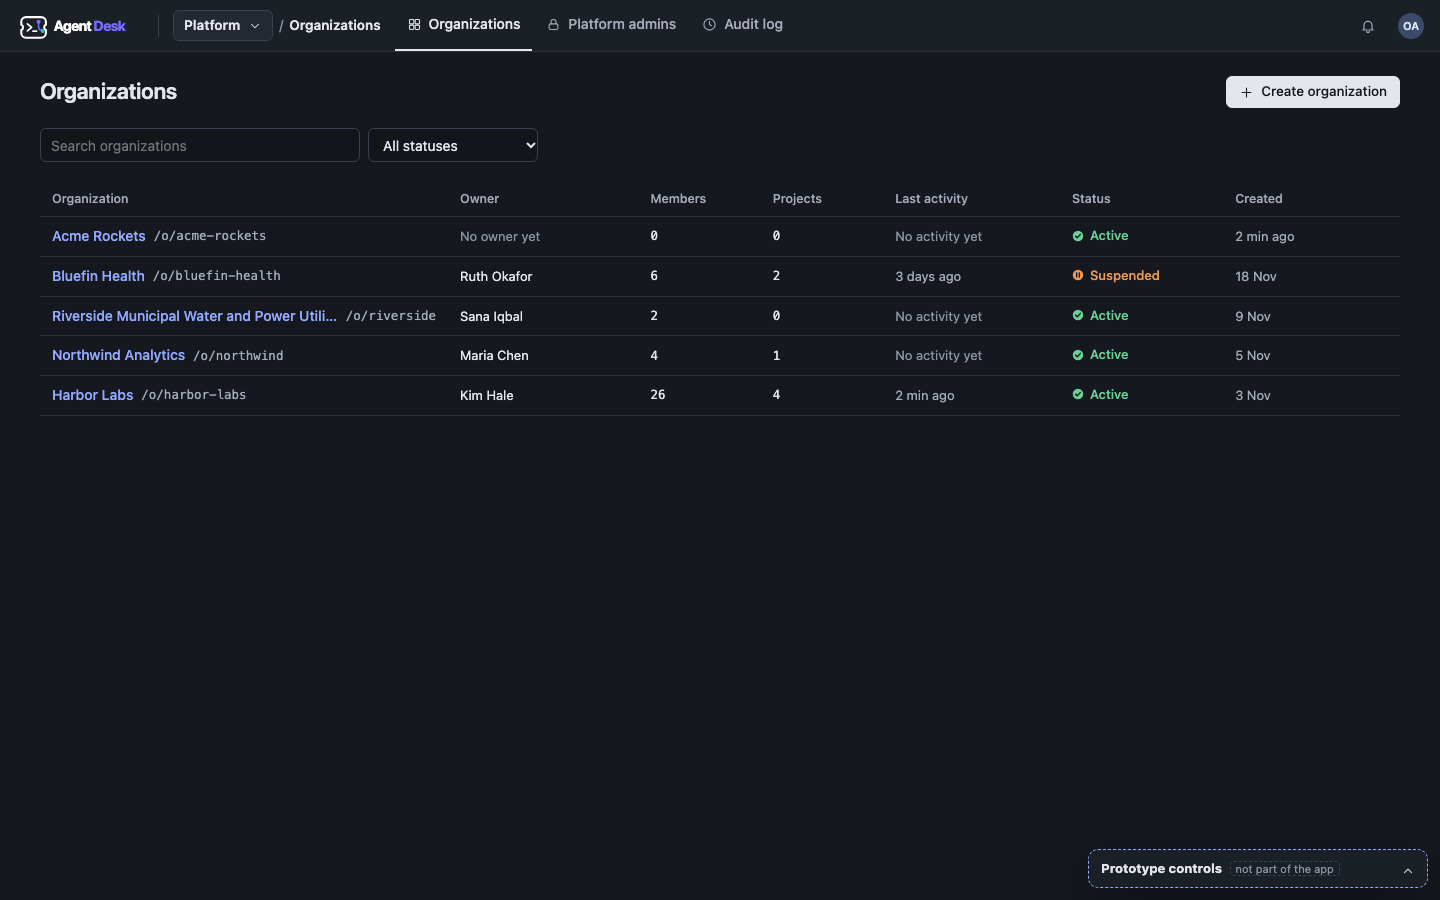 AgentDesk Platform / Organizations Organizations Platform admins Audit log OA
Organizations + Create organization
Search organizations All statuses
Organization Owner Members Projects Last activity Status Created
Acme Rockets /o/acme-rockets No owner yet 0 0 No activity yet Active 2 min ago
Bluefin Health /o/bluefin-health Ruth Okafor 6 2 3 days ago Suspended 18 Nov
Riverside Municipal Water and Power Utili... /o/riverside Sana Iqbal 2 0 No activity yet Active 9 Nov
Northwind Analytics /o/northwind Maria Chen 4 1 No activity yet Active 5 Nov
Harbor Labs /o/harbor-labs Kim Hale 26 4 2 min ago Active 3 Nov
Prototype controls not part of the app